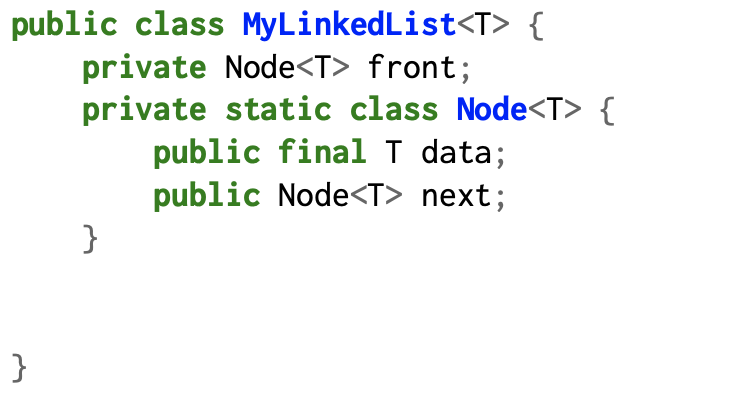 public class MyLinkedList<T> {
    private Node<T> front;
    private static class Node<T> {
        public final T data;
        public Node<T> next;
    }
}